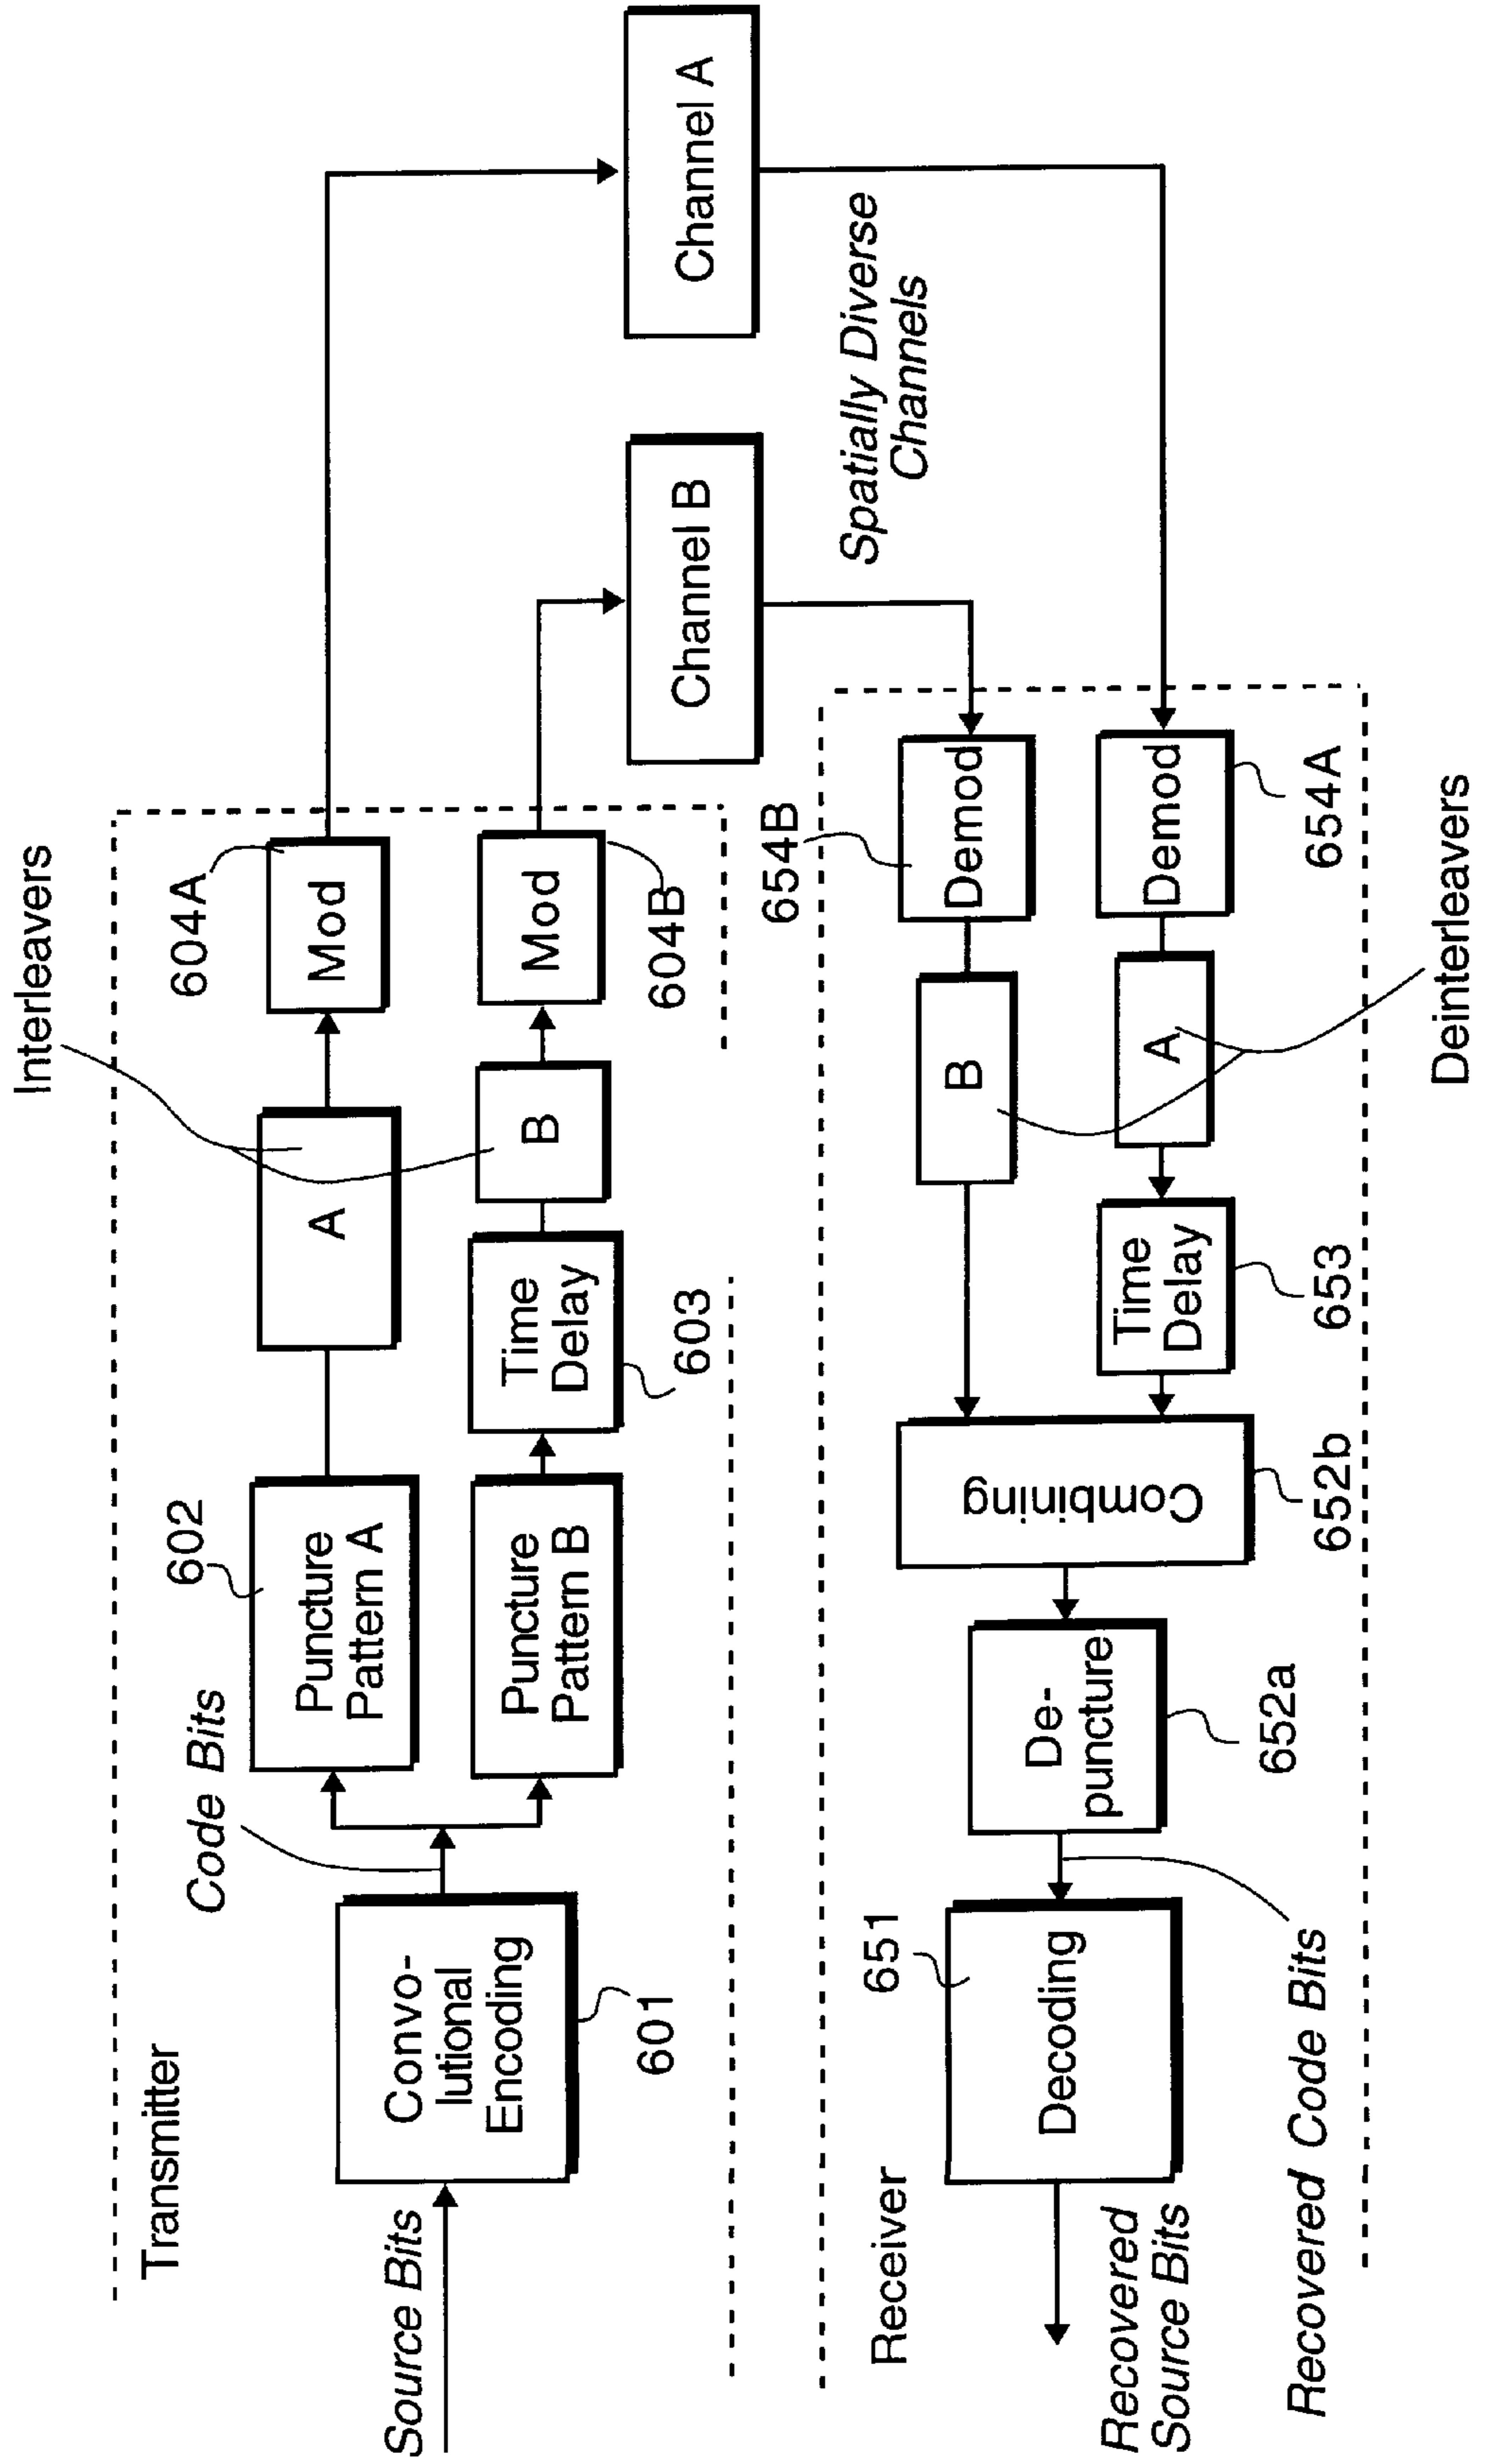 Transmitter
Source Bits
Convo-
lutional
Encoding
601
Code Bits
602
Puncture
Pattern A
Puncture
Pattern B
Time
Delay
603
Interleavers
A
B
604A
Mod
Mod
604B
Channel A
Channel B
Spatially Diverse
Channels
Receiver
654B
Demod
Demod
654A
B
A
Deinterleavers
Time
Delay
653
Combining
652b
De-
puncture
652a
651
Decoding
Recovered
Source Bits
Recovered Code Bits